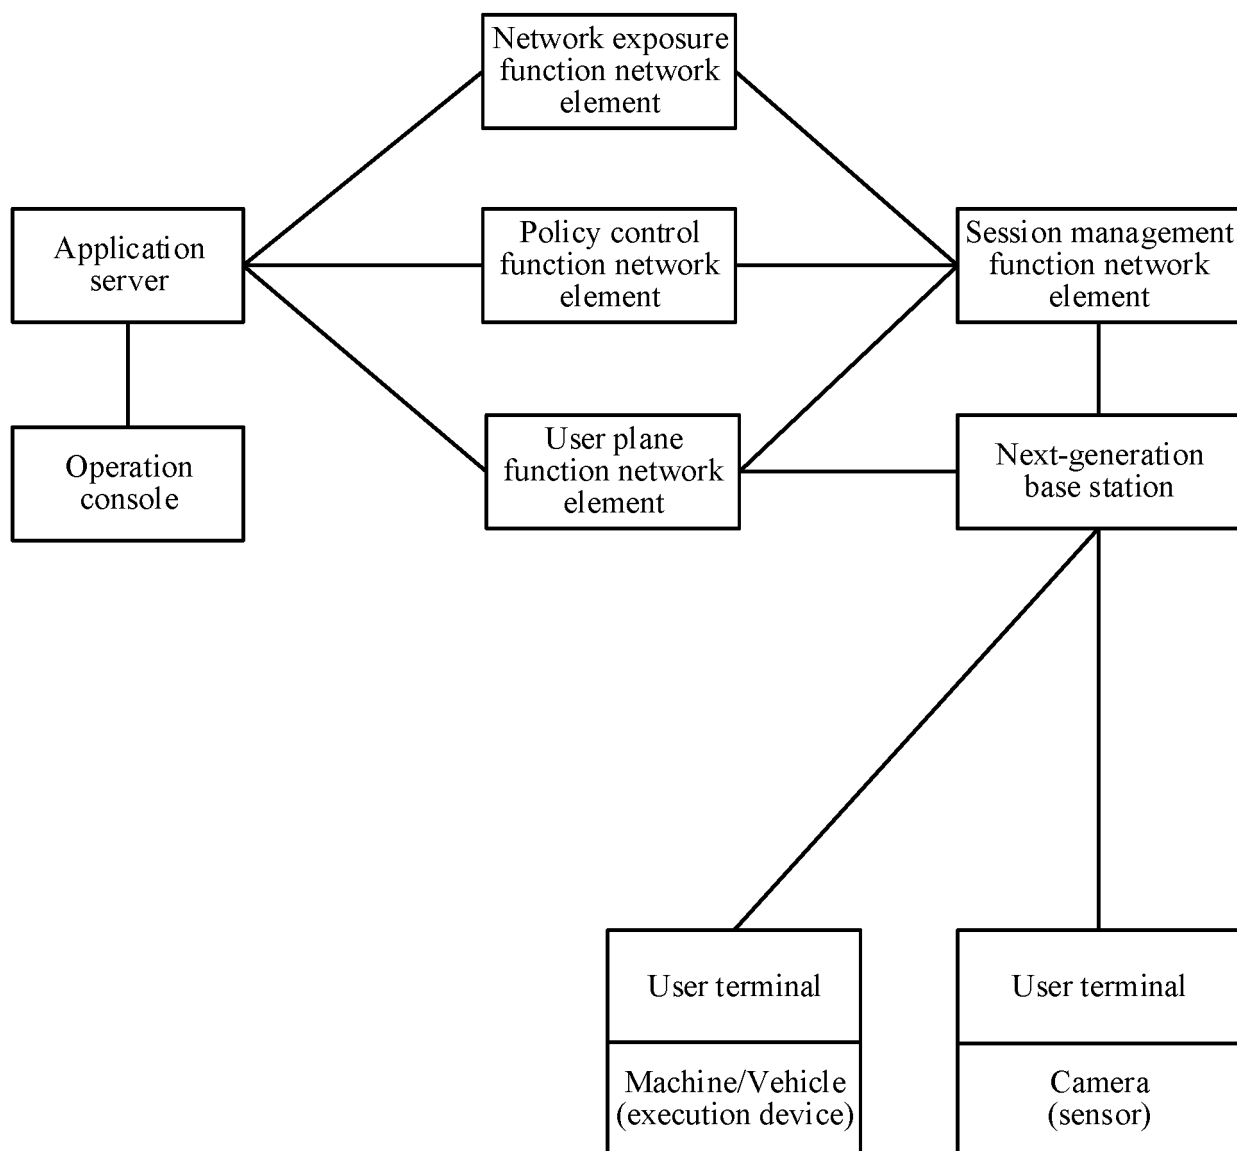 Network exposure
function network
element
Application
server
Policy control
function network
element
Session management
function network
element
Operation
console
User plane
function network
element
Next-generation
base station
User terminal
Machine/Vehicle
(execution device)
User terminal
Camera
(sensor)